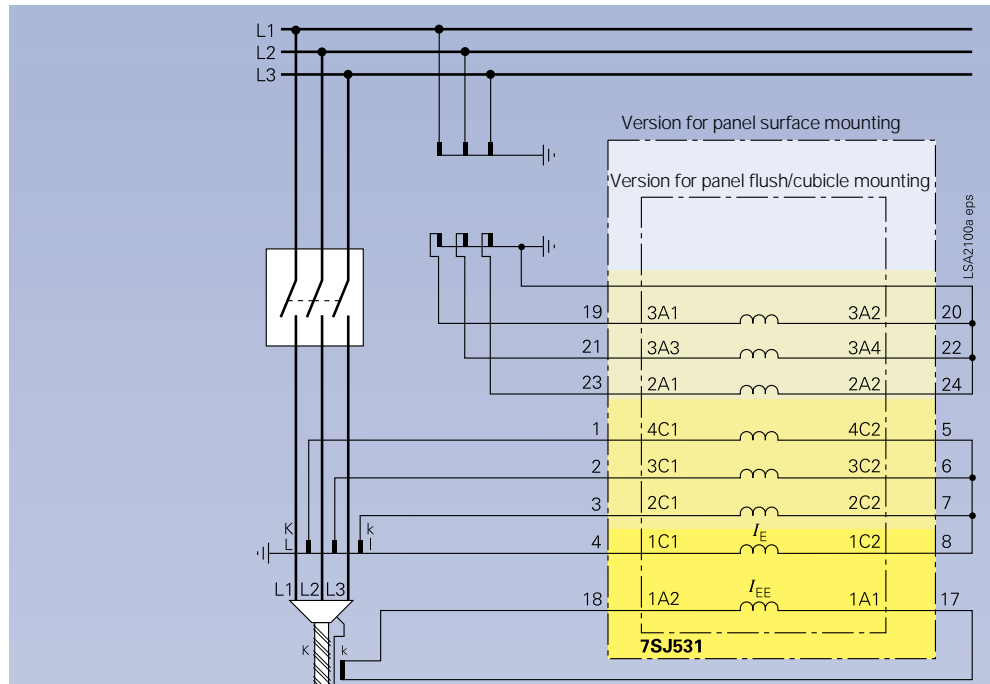 L1
L2
L3
Version for panel surface mounting
Version for panel flush/cubicle mounting
LSA2100a eps
19 3A1 3A2 20
21 3A3 3A4 22
23 2A1 2A2 24
1 4C1 4C2 5
2 3C1 3C2 6
3 2C1 2C2 7
K k
L l
I_E
4 1C1 1C2 8
L1 L2 L3
I_EE
18 1A2 1A1 17
K k
7SJ531